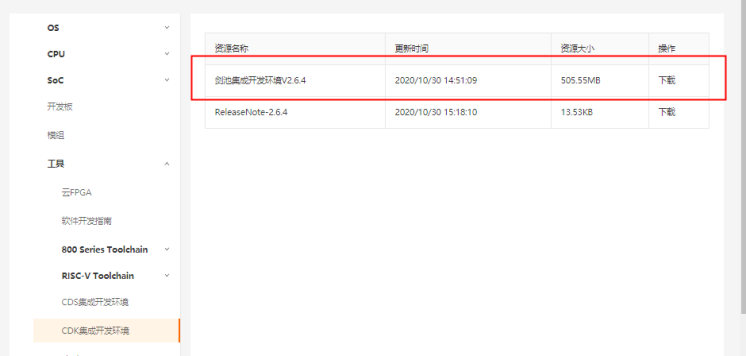 OS
CPU
SoC
开发板
模组
工具
云FPGA
软件开发指南
800 Series Toolchain
RISC-V Toolchain
CDS集成开发环境
CDK集成开发环境
资源名称 更新时间 资源大小 操作
剑池集成开发环境V2.6.4 2020/10/30 14:51:09 505.55MB 下载
ReleaseNote-2.6.4 2020/10/30 15:18:10 13.53KB 下载